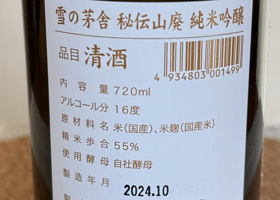 雪の茅舎 秘伝山廃 純米吟醸
品目 清酒
4 934803 001499
内容量 720ml
アルコール分 16度
原材料名 米(国産)、米麹(国産米)
精米歩合 55%
使用酵母 自社酵母
製造年月
2024.10